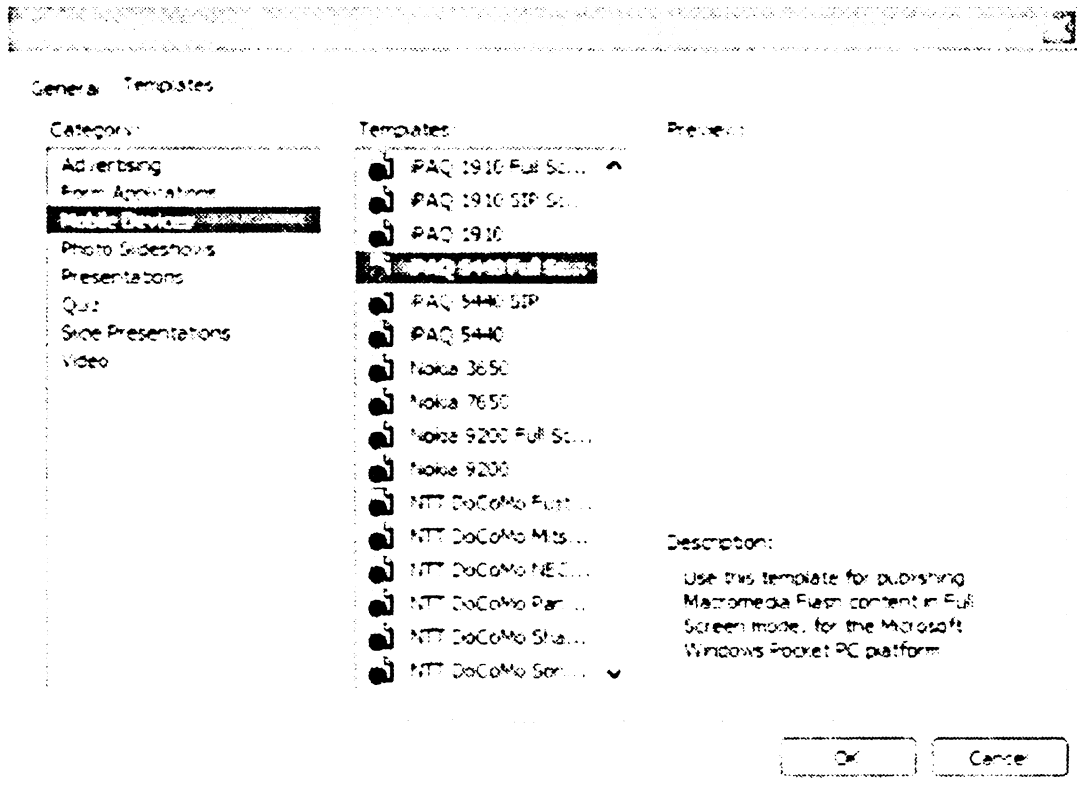 General Templates
Category:
Advertising
Form Applications
Mobile Devices
Photo Slideshows
Presentations
Quiz
Slide Presentations
Video
Templates:
iPAQ 1910 Full Sc...
iPAQ 1910 SIP Sc...
iPAQ 1910
iPAQ 5440 Full Scr...
iPAQ 5440 SIP
iPAQ 5440
Nokia 3650
Nokia 7650
Nokia 9200 Full Sc...
Nokia 9200
NTT DoCoMo Fujit...
NTT DoCoMo Mits...
NTT DoCoMo NEC...
NTT DoCoMo Pan...
NTT DoCoMo Sha...
NTT DoCoMo Son...
Preview:
Description:
Use this template for publishing
Macromedia Flash content in Full
Screen mode, for the Microsoft
Windows Pocket PC platform
OK Cancel